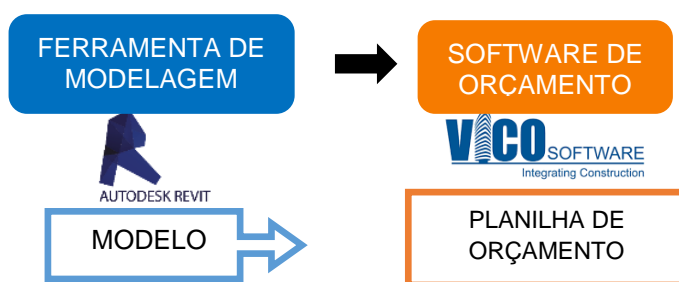 FERRAMENTA DE
MODELAGEM
SOFTWARE DE
ORÇAMENTO
AUTODESK REVIT
VICO SOFTWARE
Integrating Construction
MODELO
PLANILHA DE
ORÇAMENTO